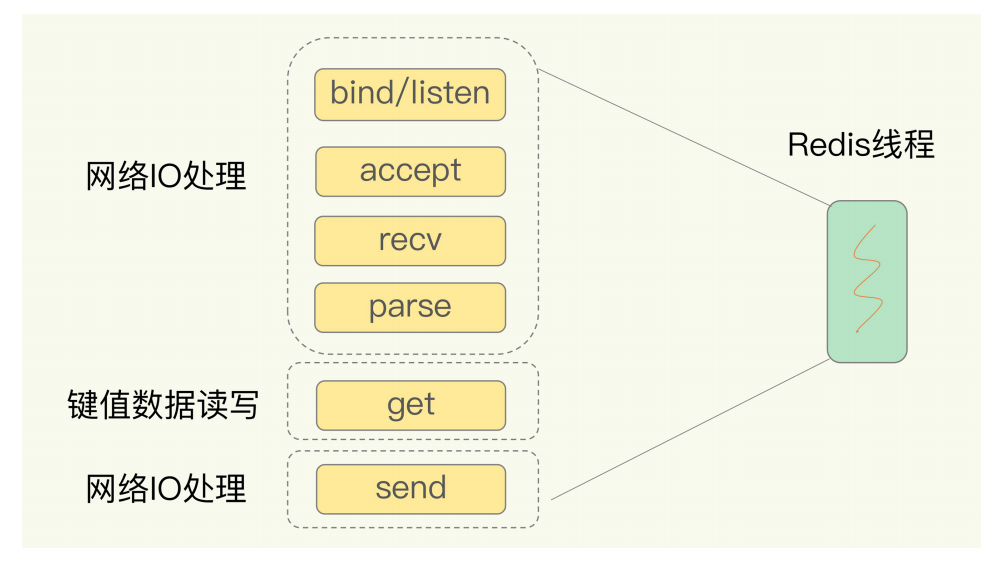 bind/listen
Redis线程
网络IO处理
accept
recv
parse
键值数据读写
get
网络IO处理
send